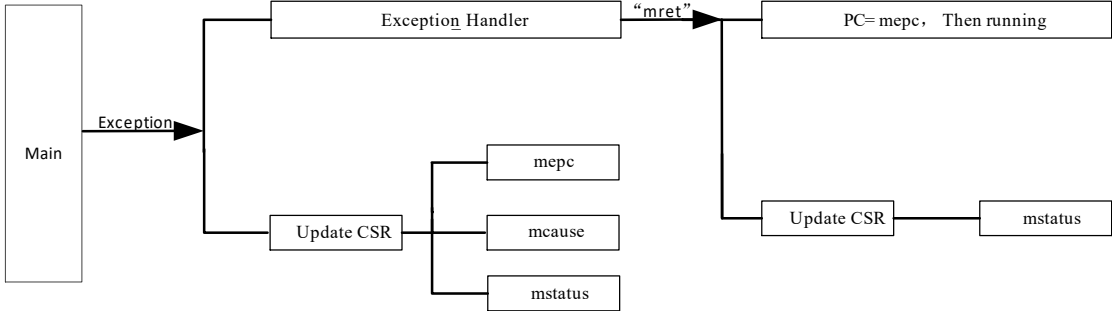 Main
Exception
Exception_Handler
“mret”
PC=mepc，Then running
Update CSR
mepc
mcause
mstatus
Update CSR
mstatus